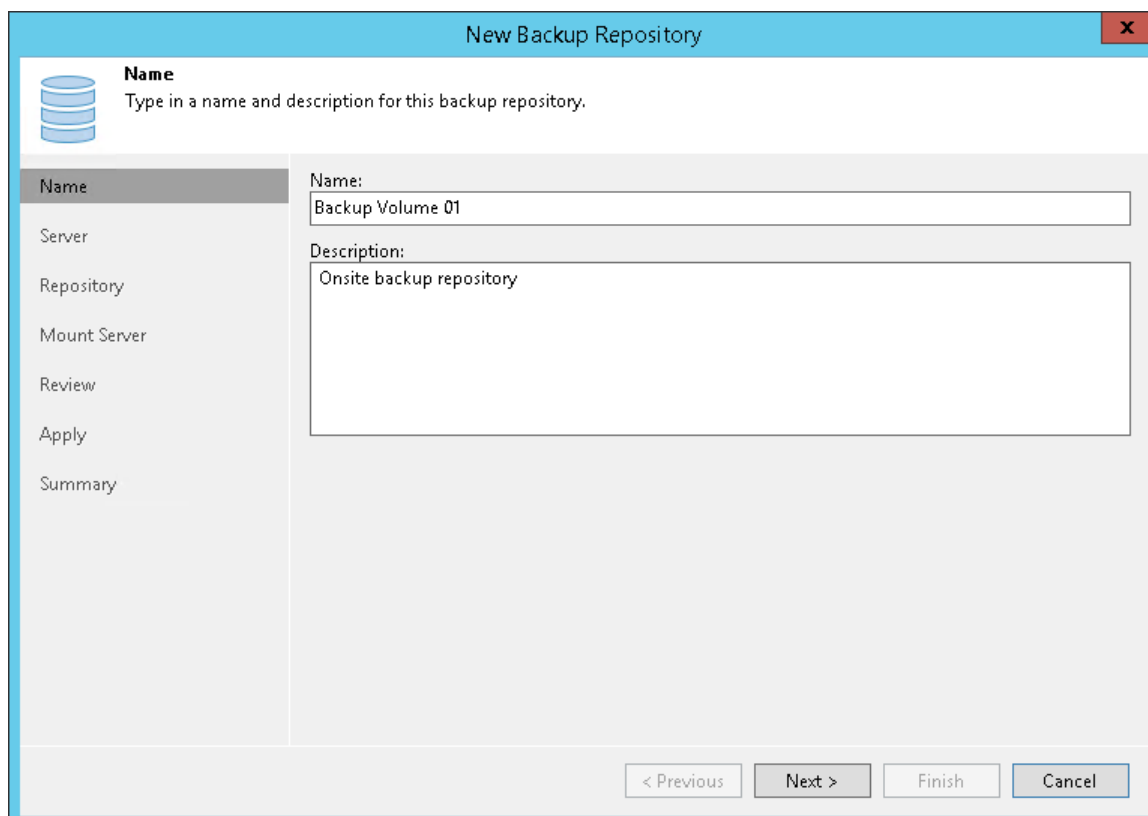 New Backup Repository
x
Name
Type in a name and description for this backup repository.
Name
Server
Repository
Mount Server
Review
Apply
Summary
Name:
Backup Volume 01
Description:
Onsite backup repository
< Previous
Next >
Finish
Cancel